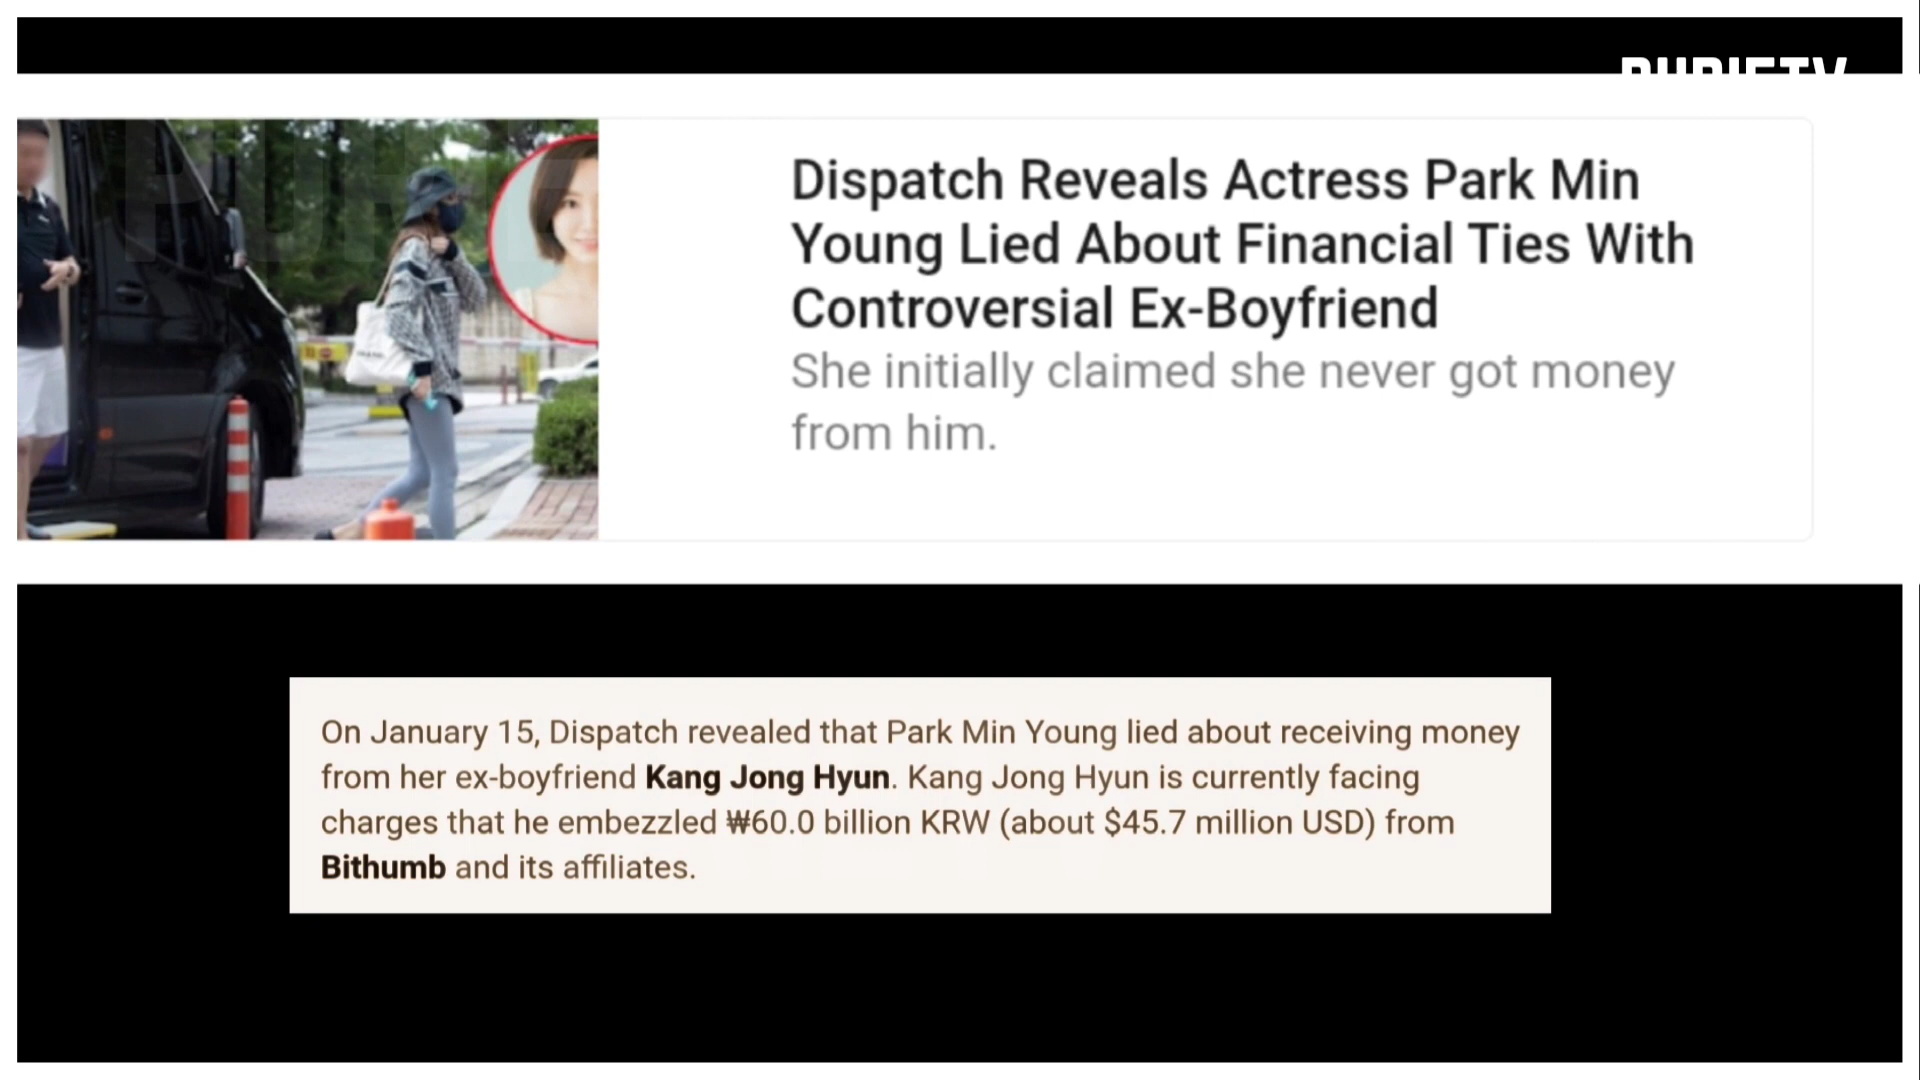 Dispatch Reveals Actress Park Min
Young Lied About Financial Ties With
Controversial Ex-Boyfriend
She initially claimed she never got money
from him.
On January 15, Dispatch revealed that Park Min Young lied about receiving money
from her ex-boyfriend Kang Jong Hyun. Kang Jong Hyun is currently facing
charges that he embezzled ₩60.0 billion KRW (about $45.7 million USD) from
Bithumb and its affiliates.